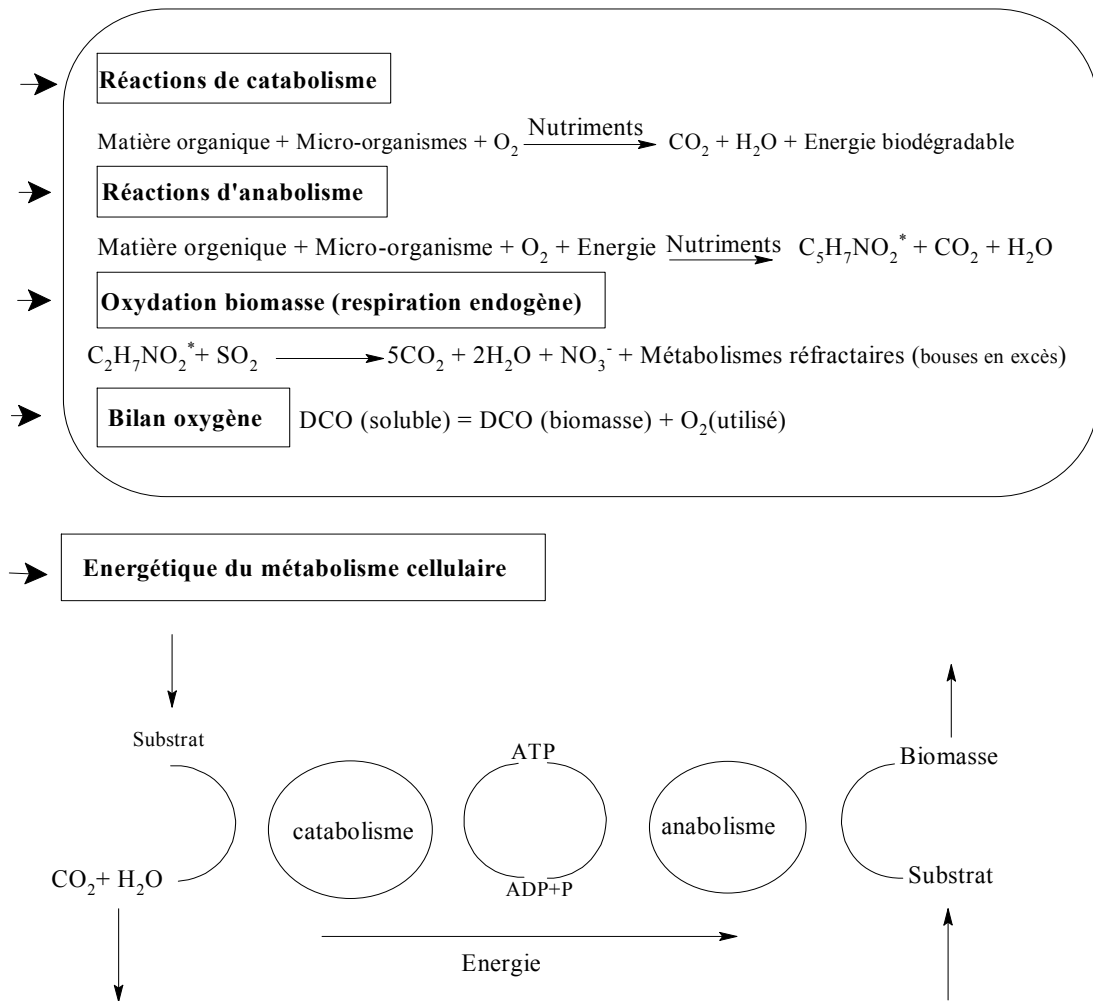 Réactions de catabolisme
Matière organique + Micro-organismes + O₂ Nutriments CO₂ + H₂O + Energie biodégradable
Réactions d'anabolisme
Matière orgenique + Micro-organisme + O₂ + Energie Nutriments C₅H₇NO₂* + CO₂ + H₂O
Oxydation biomasse (respiration endogène)
C₂H₇NO₂* + SO₂ → 5CO₂ + 2H₂O + NO₃⁻ + Métabolismes réfractaires (bouses en excès)
Bilan oxygène DCO (soluble) = DCO (biomasse) + O₂(utilisé)
Energétique du métabolisme cellulaire
Substrat
ATP
Biomasse
catabolisme
anabolisme
CO₂+ H₂O
ADP+P
Substrat
Energie